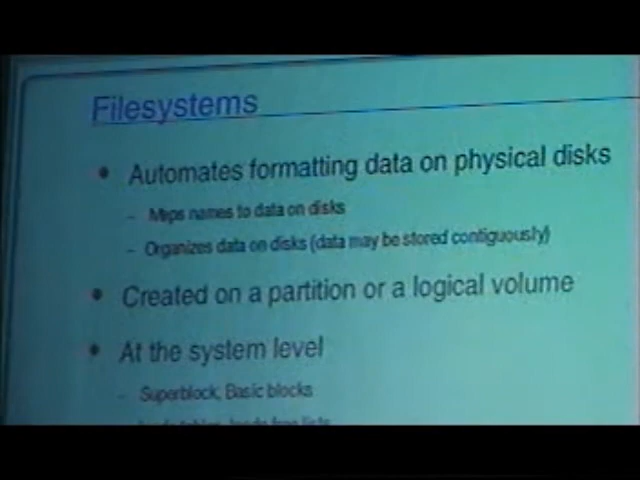 Filesystems
• Automates formatting data on physical disks
- Maps names to data on disks
- Organizes data on disks (data may be stored contiguously)
• Created on a partition or a logical volume
• At the system level
- Superblock, Basic blocks